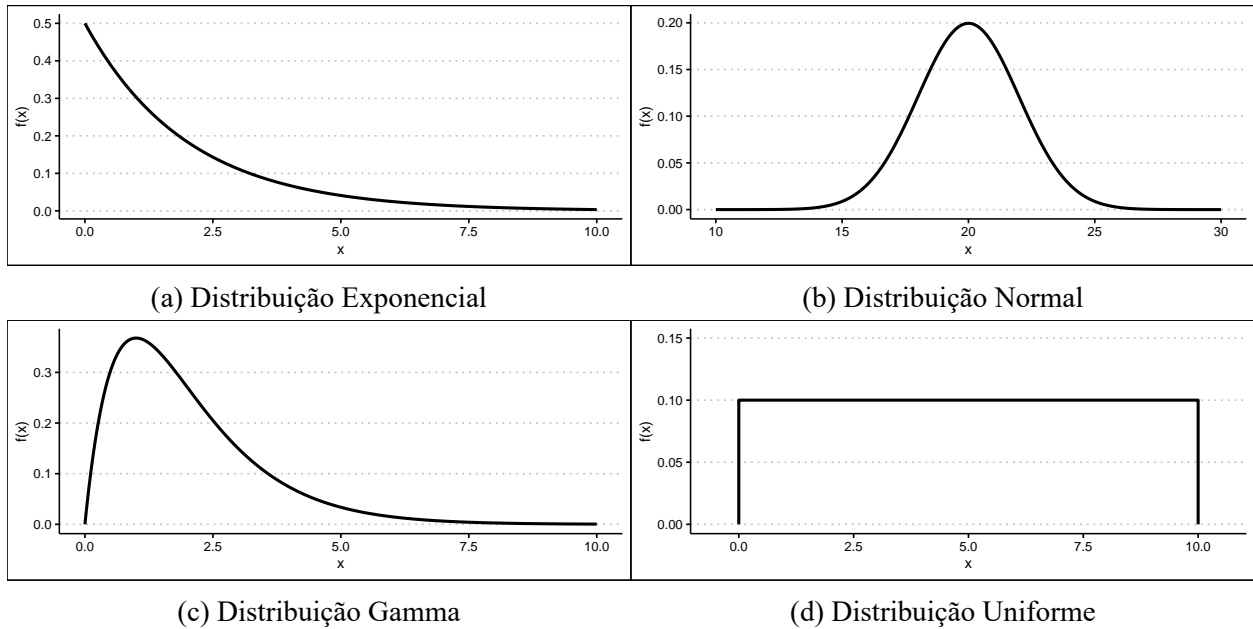 0.5
0.4
0.3
0.2
0.1
0.0
f(x)
0.0 2.5 5.0 7.5 10.0
x
(a) Distribuição Exponencial
0.20
0.15
0.10
0.05
0.00
f(x)
10 15 20 25 30
x
(b) Distribuição Normal
0.3
0.2
0.1
0.0
f(x)
0.0 2.5 5.0 7.5 10.0
x
(c) Distribuição Gamma
0.15
0.10
0.05
0.00
f(x)
0.0 2.5 5.0 7.5 10.0
x
(d) Distribuição Uniforme